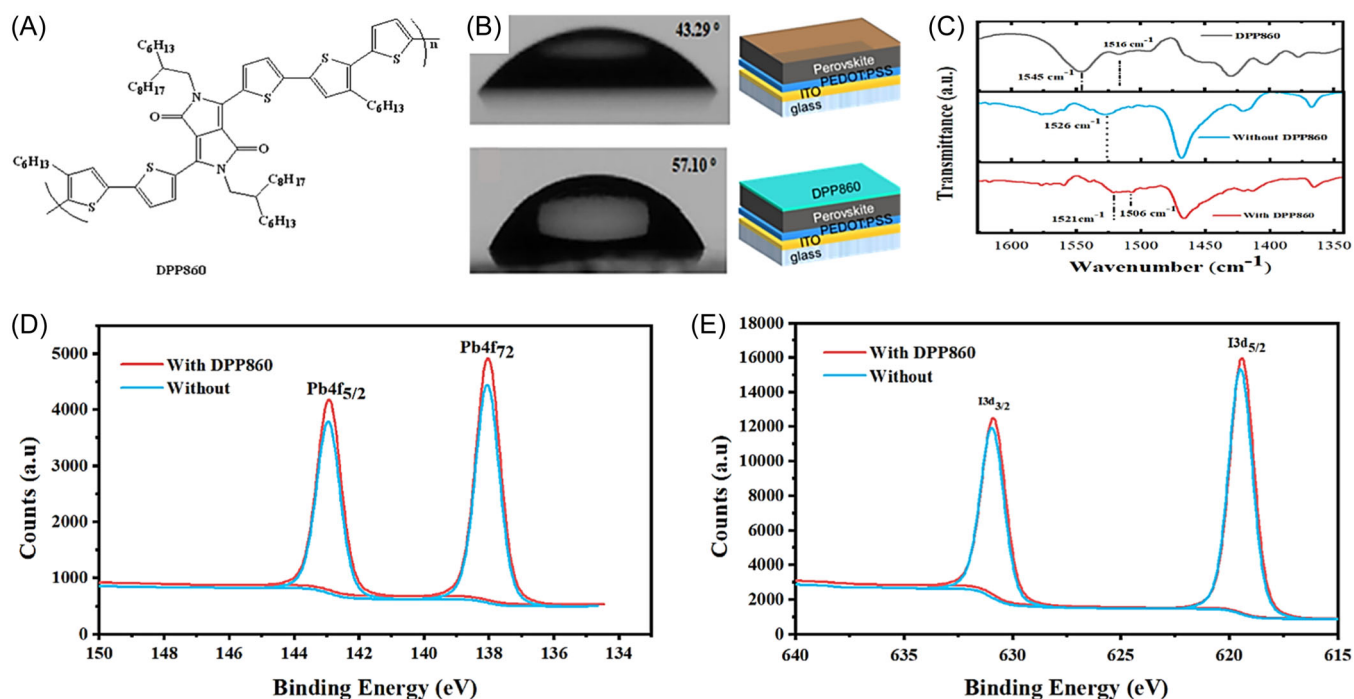 (A)
C6H13
C8H17
N
O
S
S
S
n
C6H13
O
N
C6H13
S
S
C8H17
C6H13
DPP860
(B)
43.29 °
Perovskite
PEDOT:PSS
ITO
glass
57.10 °
DPP860
Perovskite
PEDOT:PSS
ITO
glass
(C)
Transmittance (a.u.)
DPP860
1516 cm-1
1545 cm-1
1526 cm-1
Without DPP860
1521 cm-1
1506 cm-1
With DPP860
1600 1550 1500 1450 1400 1350
Wavenumber (cm-1)
(D)
Counts (a.u)
5000
4000
3000
2000
1000
0
With DPP860
Without
Pb4f5/2
Pb4f72
150 148 146 144 142 140 138 136 134
Binding Energy (eV)
(E)
Counts (a.u)
18000
16000
14000
12000
10000
8000
6000
4000
2000
0
With DPP860
Without
I3d3/2
I3d5/2
640 635 630 625 620 615
Binding Energy (eV)